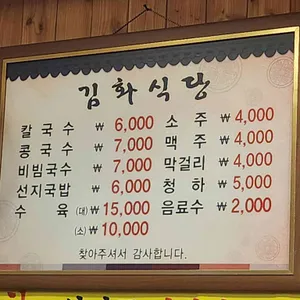 김화식당
칼국수 ₩ 6,000 소주 ₩ 4,000
콩국수 ₩ 7,000 맥주 ₩ 4,000
비빔국수 ₩ 7,000 막걸리 ₩ 4,000
선지국밥 ₩ 6,000 청하 ₩ 5,000
수육 (대) ₩ 15,000 음료수 ₩ 2,000
(소) ₩ 10,000
찾아주셔서 감사합니다.